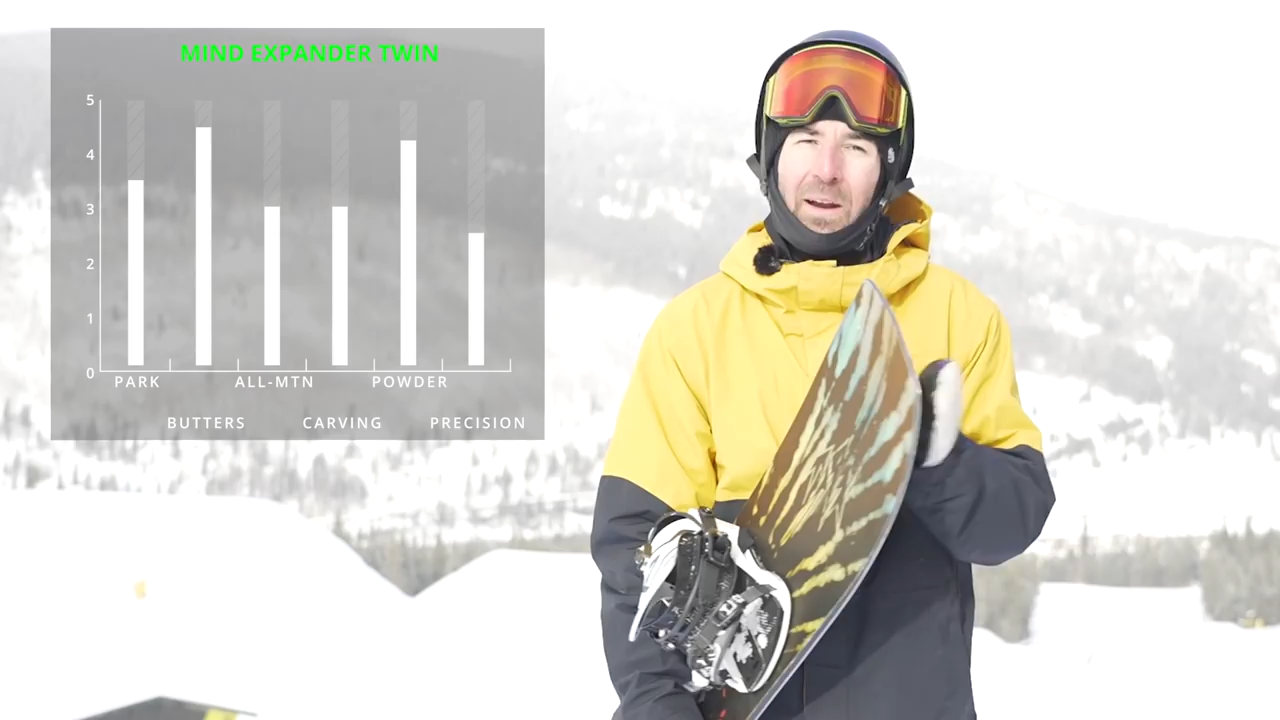 MIND EXPANDER TWIN
5
4
3
2
1
0
PARK ALL-MTN POWDER
BUTTERS CARVING PRECISION